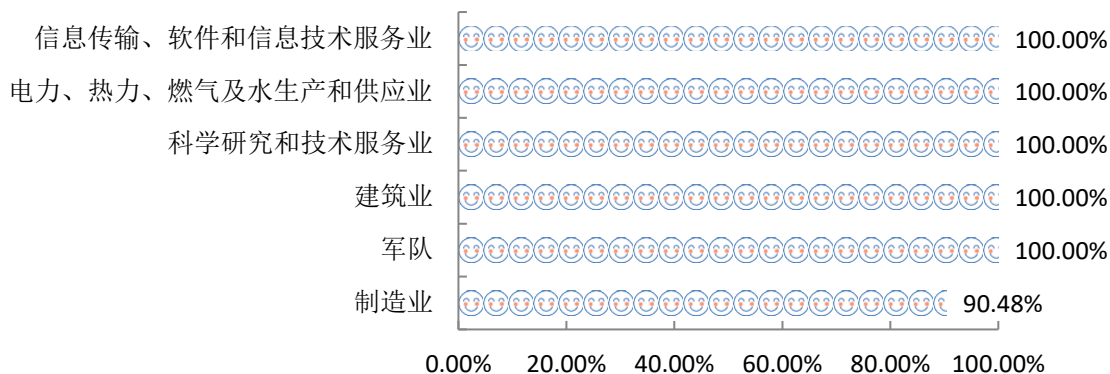 信息传输、软件和信息技术服务业 100.00%
电力、热力、燃气及水生产和供应业 100.00%
科学研究和技术服务业 100.00%
建筑业 100.00%
军队 100.00%
制造业 90.48%
0.00% 20.00% 40.00% 60.00% 80.00% 100.00%